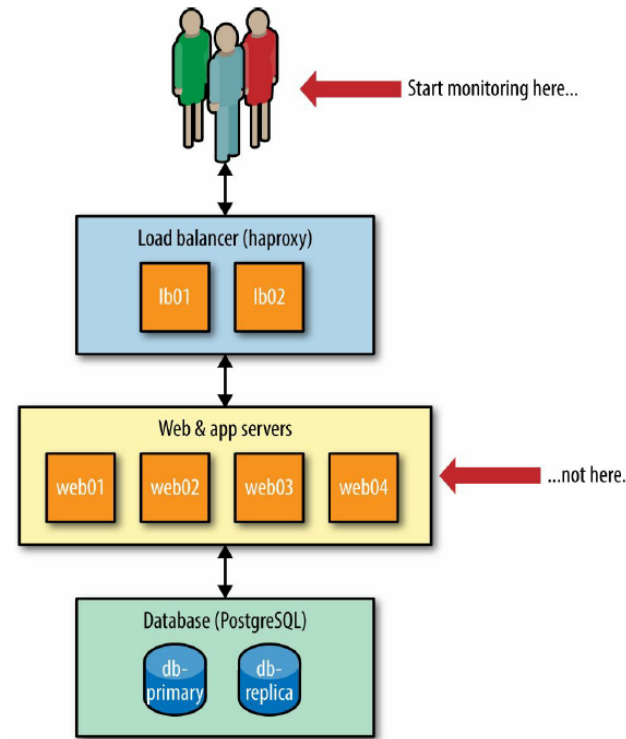 Start monitoring here...
Load balancer (haproxy)
lb01
lb02
Web & app servers
web01
web02
web03
web04
...not here.
Database (PostgreSQL)
db-
primary
db-
replica